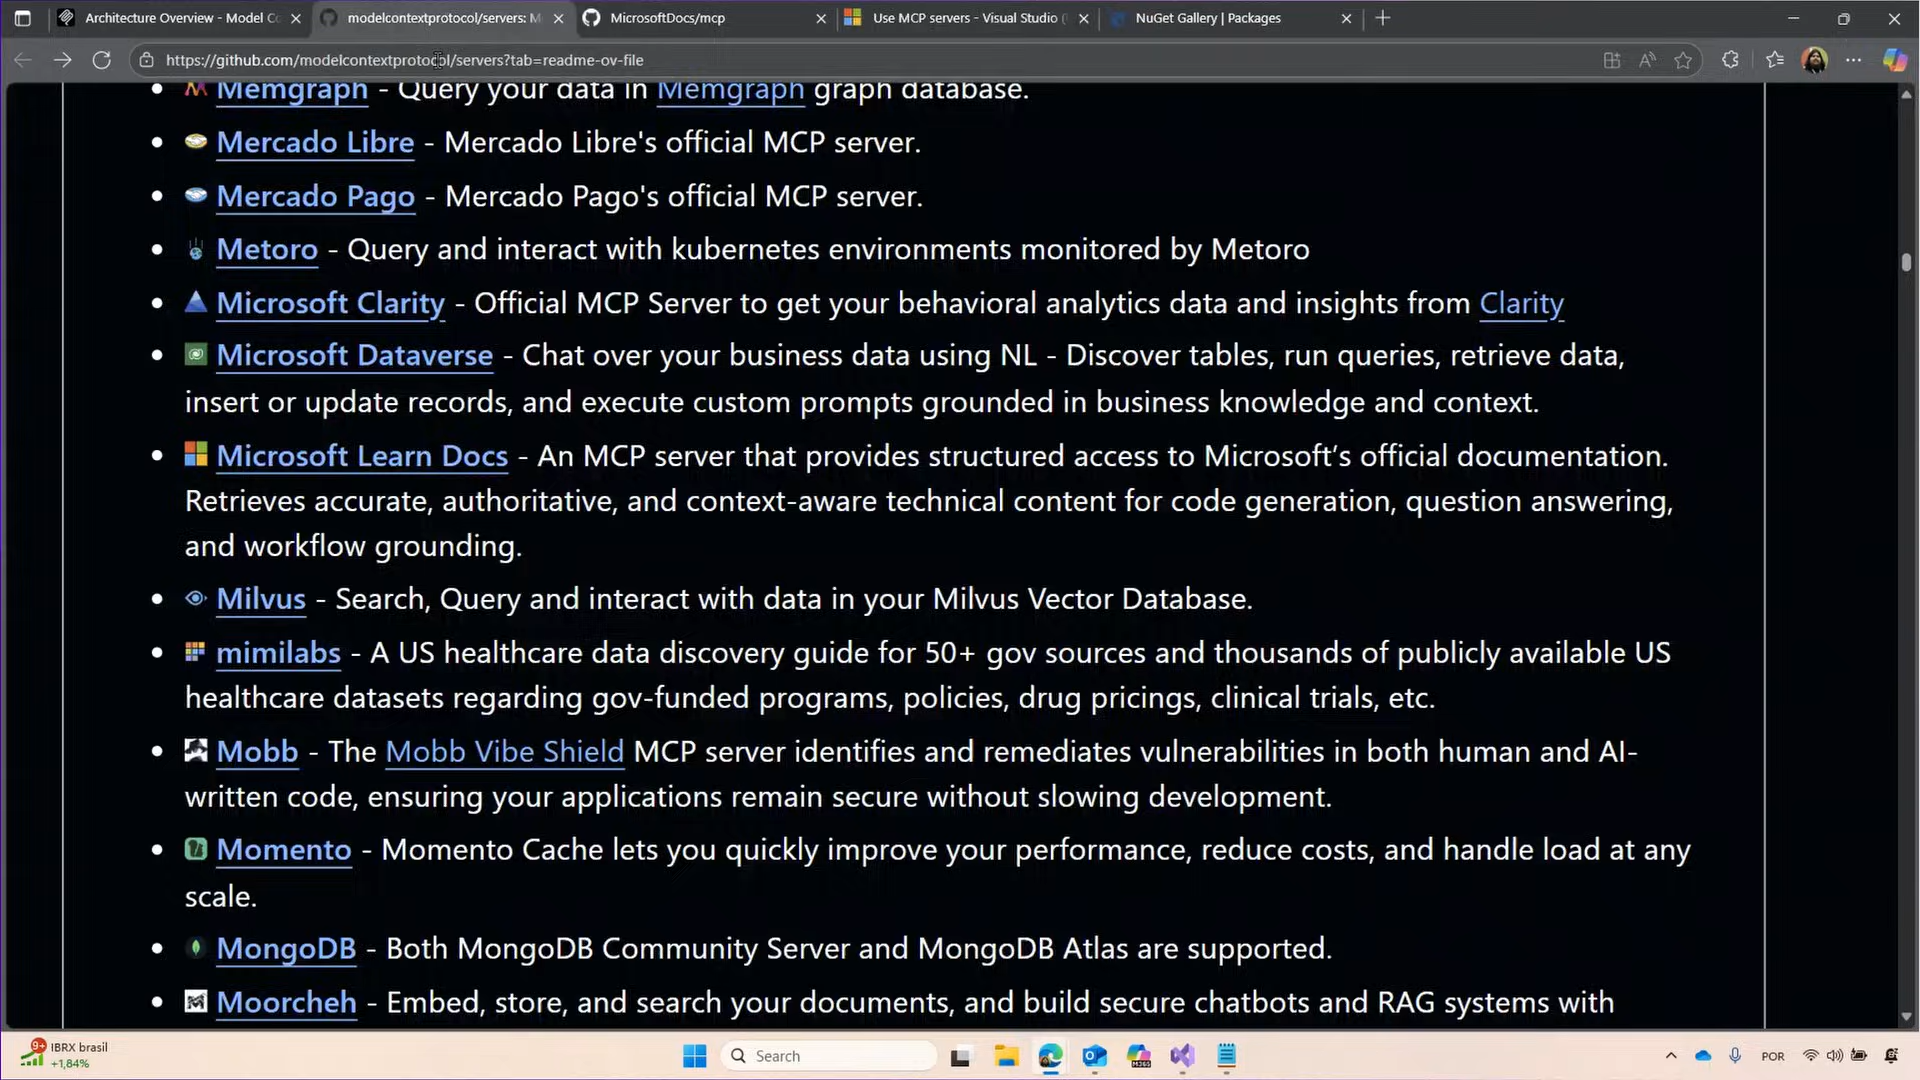 Architecture Overview - Model Co
modelcontextprotocol/servers: M
MicrosoftDocs/mcp
Use MCP servers - Visual Studio (
NuGet Gallery | Packages
https://github.com/modelcontextprotocol/servers?tab=readme-ov-file
Memgraph - Query your data in Memgraph graph database.
Mercado Libre - Mercado Libre's official MCP server.
Mercado Pago - Mercado Pago's official MCP server.
Metoro - Query and interact with kubernetes environments monitored by Metoro
Microsoft Clarity - Official MCP Server to get your behavioral analytics data and insights from Clarity
Microsoft Dataverse - Chat over your business data using NL - Discover tables, run queries, retrieve data,
insert or update records, and execute custom prompts grounded in business knowledge and context.
Microsoft Learn Docs - An MCP server that provides structured access to Microsoft’s official documentation.
Retrieves accurate, authoritative, and context-aware technical content for code generation, question answering,
and workflow grounding.
Milvus - Search, Query and interact with data in your Milvus Vector Database.
mimilabs - A US healthcare data discovery guide for 50+ gov sources and thousands of publicly available US
healthcare datasets regarding gov-funded programs, policies, drug pricings, clinical trials, etc.
Mobb - The Mobb Vibe Shield MCP server identifies and remediates vulnerabilities in both human and AI-
written code, ensuring your applications remain secure without slowing development.
Momento - Momento Cache lets you quickly improve your performance, reduce costs, and handle load at any
scale.
MongoDB - Both MongoDB Community Server and MongoDB Atlas are supported.
Moorcheh - Embed, store, and search your documents, and build secure chatbots and RAG systems with
9+
IBRX brasil
+1,84%
Search
M365
POR